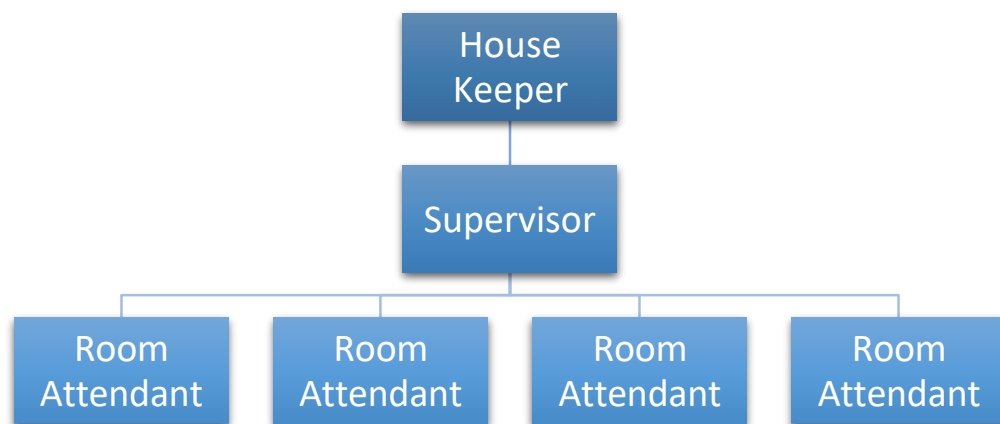 House
Keeper
Supervisor
Room
Attendant
Room
Attendant
Room
Attendant
Room
Attendant